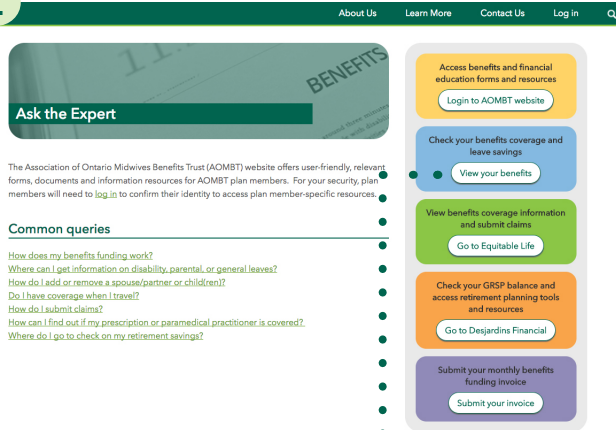 About Us Learn More Contact Us Log in
BENEFITS
Ask the Expert
The Association of Ontario Midwives Benefits Trust (AOMBT) website offers user-friendly, relevant
forms, documents and information resources for AOMBT plan members. For your security, plan
members will need to log in to confirm their identity to access plan member-specific resources.
Common queries
How does my benefits funding work?
Where can I get information on disability, parental, or general leaves?
How do I add or remove a spouse/partner or child(ren)?
Do I have coverage when I travel?
How do I submit claims?
How can I find out if my prescription or paramedical practitioner is covered?
Where do I go to check on my retirement savings?
Access benefits and financial
education forms and resources
Login to AOMBT website
Check your benefits coverage and
leave savings
View your benefits
View benefits coverage information
and submit claims
Go to Equitable Life
Check your GRSP balance and
access retirement planning tools
and resources
Go to Desjardins Financial
Submit your monthly benefits
funding invoice
Submit your invoice